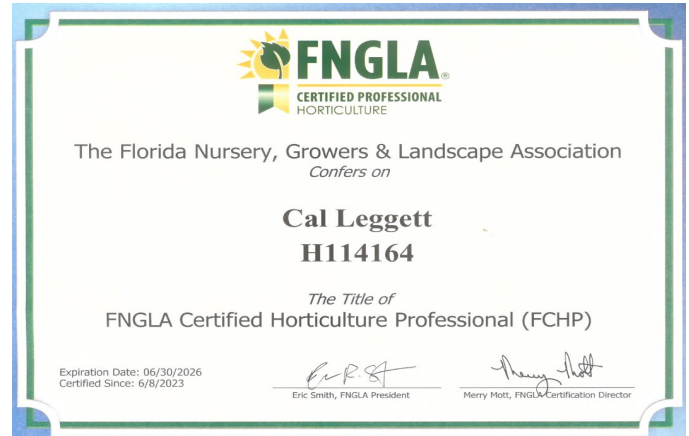 FNGLA®
CERTIFIED PROFESSIONAL
HORTICULTURE
The Florida Nursery, Growers & Landscape Association
Confers on
Cal Leggett
H114164
The Title of
FNGLA Certified Horticulture Professional (FCHP)
Expiration Date: 06/30/2026
Certified Since: 6/8/2023
Eric Smith, FNGLA President
Merry Mott, FNGLA Certification Director